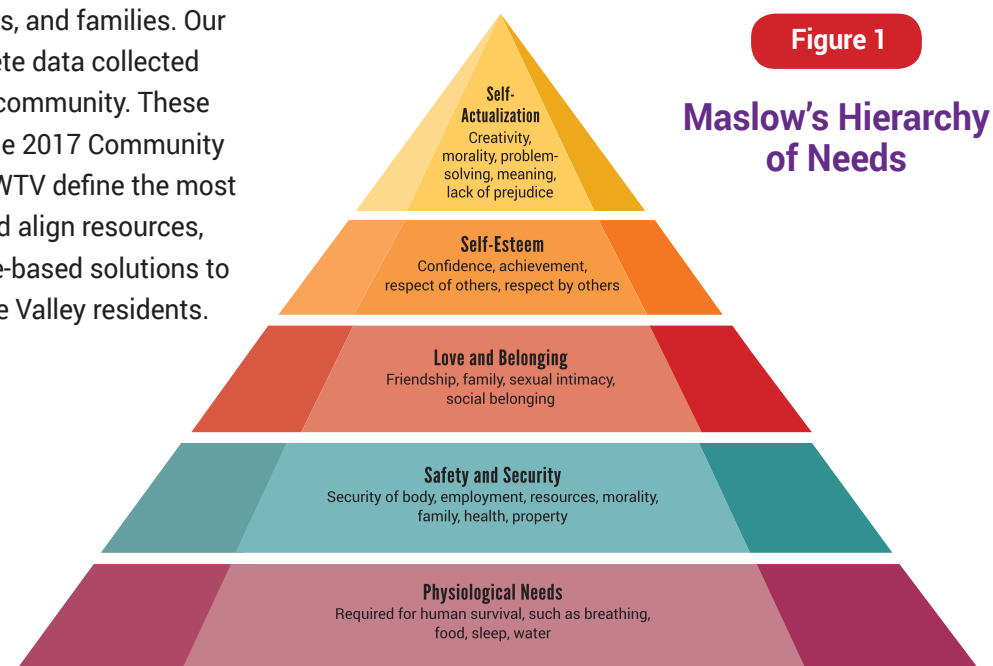 s, and families. Our
data collected
community. These
2017 Community
define the most
align resources,
-based solutions to
Valley residents.
Figure 1
Maslow's Hierarchy
of Needs
Self-
Actualization
Creativity,
morality, problem-
solving, meaning,
lack of prejudice
Self-Esteem
Confidence, achievement,
respect of others, respect by others
Love and Belonging
Friendship, family, sexual intimacy,
social belonging
Safety and Security
Security of body, employment, resources, morality,
family, health, property
Physiological Needs
Required for human survival, such as breathing,
food, sleep, water